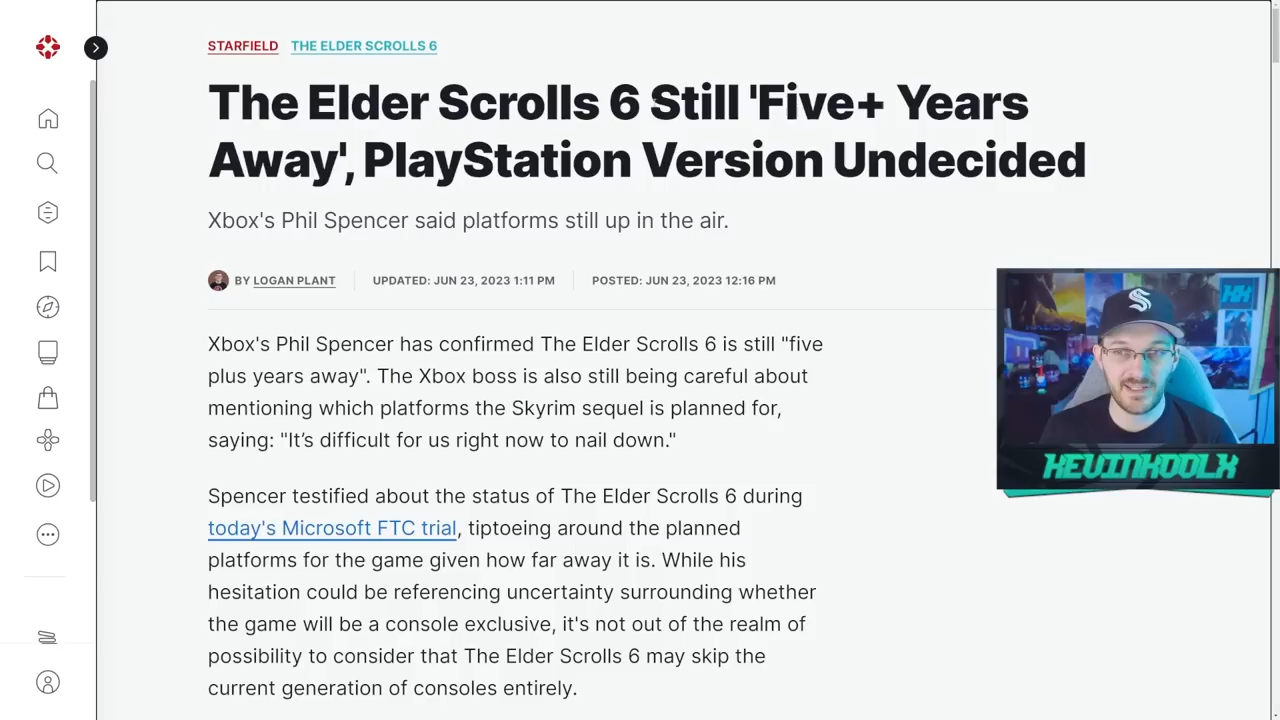 STARFIELD THE ELDER SCROLLS 6
The Elder Scrolls 6 Still 'Five+ Years
Away', PlayStation Version Undecided
Xbox's Phil Spencer said platforms still up in the air.
BY LOGAN PLANT UPDATED: JUN 23, 2023 1:11 PM POSTED: JUN 23, 2023 12:16 PM
Xbox's Phil Spencer has confirmed The Elder Scrolls 6 is still "five
plus years away". The Xbox boss is also still being careful about
mentioning which platforms the Skyrim sequel is planned for,
saying: "It’s difficult for us right now to nail down."
Spencer testified about the status of The Elder Scrolls 6 during
today's Microsoft FTC trial, tiptoeing around the planned
platforms for the game given how far away it is. While his
hesitation could be referencing uncertainty surrounding whether
the game will be a console exclusive, it's not out of the realm of
possibility to consider that The Elder Scrolls 6 may skip the
current generation of consoles entirely.
KEVINKOOLX